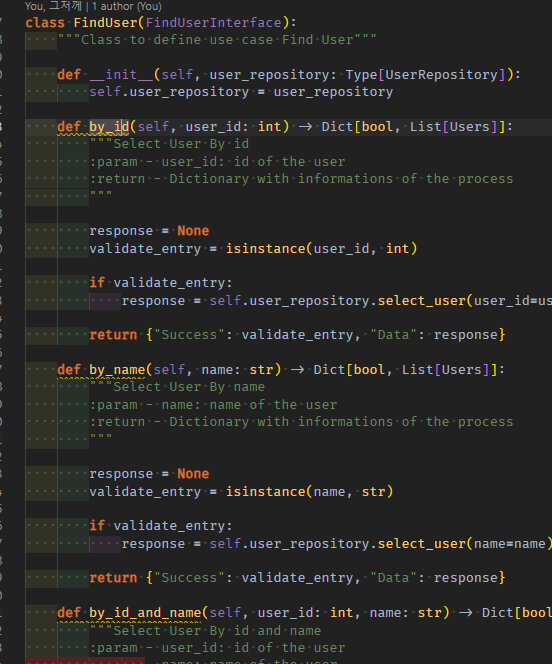 You, 그저께 | 1 author (You)
class FindUser(FindUserInterface):
"""Class to define use case Find User"""
def __init__(self, user_repository: Type[UserRepository]):
self.user_repository = user_repository
def by_id(self, user_id: int) -> Dict[bool, List[Users]]:
"""Select User By id
:param - user_id: id of the user
:return - Dictionary with informations of the process
"""
response = None
validate_entry = isinstance(user_id, int)
if validate_entry:
response = self.user_repository.select_user(user_id=us
return {"Success": validate_entry, "Data": response}
def by_name(self, name: str) -> Dict[bool, List[Users]]:
"""Select User By name
:param - name: name of the user
:return - Dictionary with informations of the process
"""
response = None
validate_entry = isinstance(name, str)
if validate_entry:
response = self.user_repository.select_user(name=name)
return {"Success": validate_entry, "Data": response}
def by_id_and_name(self, user_id: int, name: str) -> Dict[bool
"""Select User By id and name
:param - user_id: id of the user